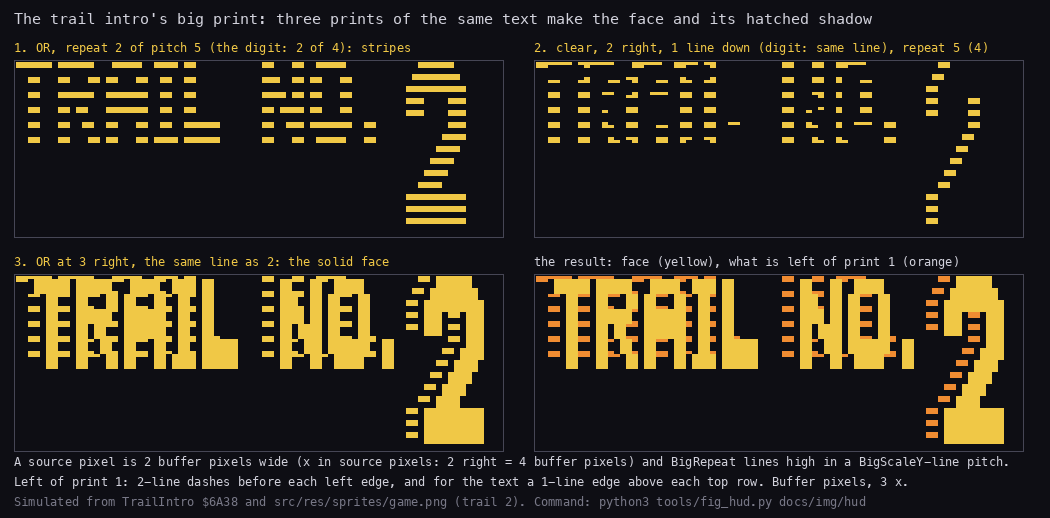 The trail intro's big print: three prints of the same text make the face and its hatched shadow
1. OR, repeat 2 of pitch 5 (the digit: 2 of 4): stripes
2. clear, 2 right, 1 line down (digit: same line), repeat 5 (4)
TRAIL NO. 2
3. OR at 3 right, the same line as 2: the solid face
the result: face (yellow), what is left of print 1 (orange)
TRAIL NO. 2
TRAIL NO. 2
A source pixel is 2 buffer pixels wide (x in source pixels: 2 right = 4 buffer pixels) and BigRepeat lines high in a BigScaleY-line pitch.
Left of print 1: 2-line dashes before each left edge, and for the text a 1-line edge above each top row. Buffer pixels, 3 x.
Simulated from TrailIntro $6A38 and src/res/sprites/game.png (trail 2). Command: python3 tools/fig_hud.py docs/img/hud